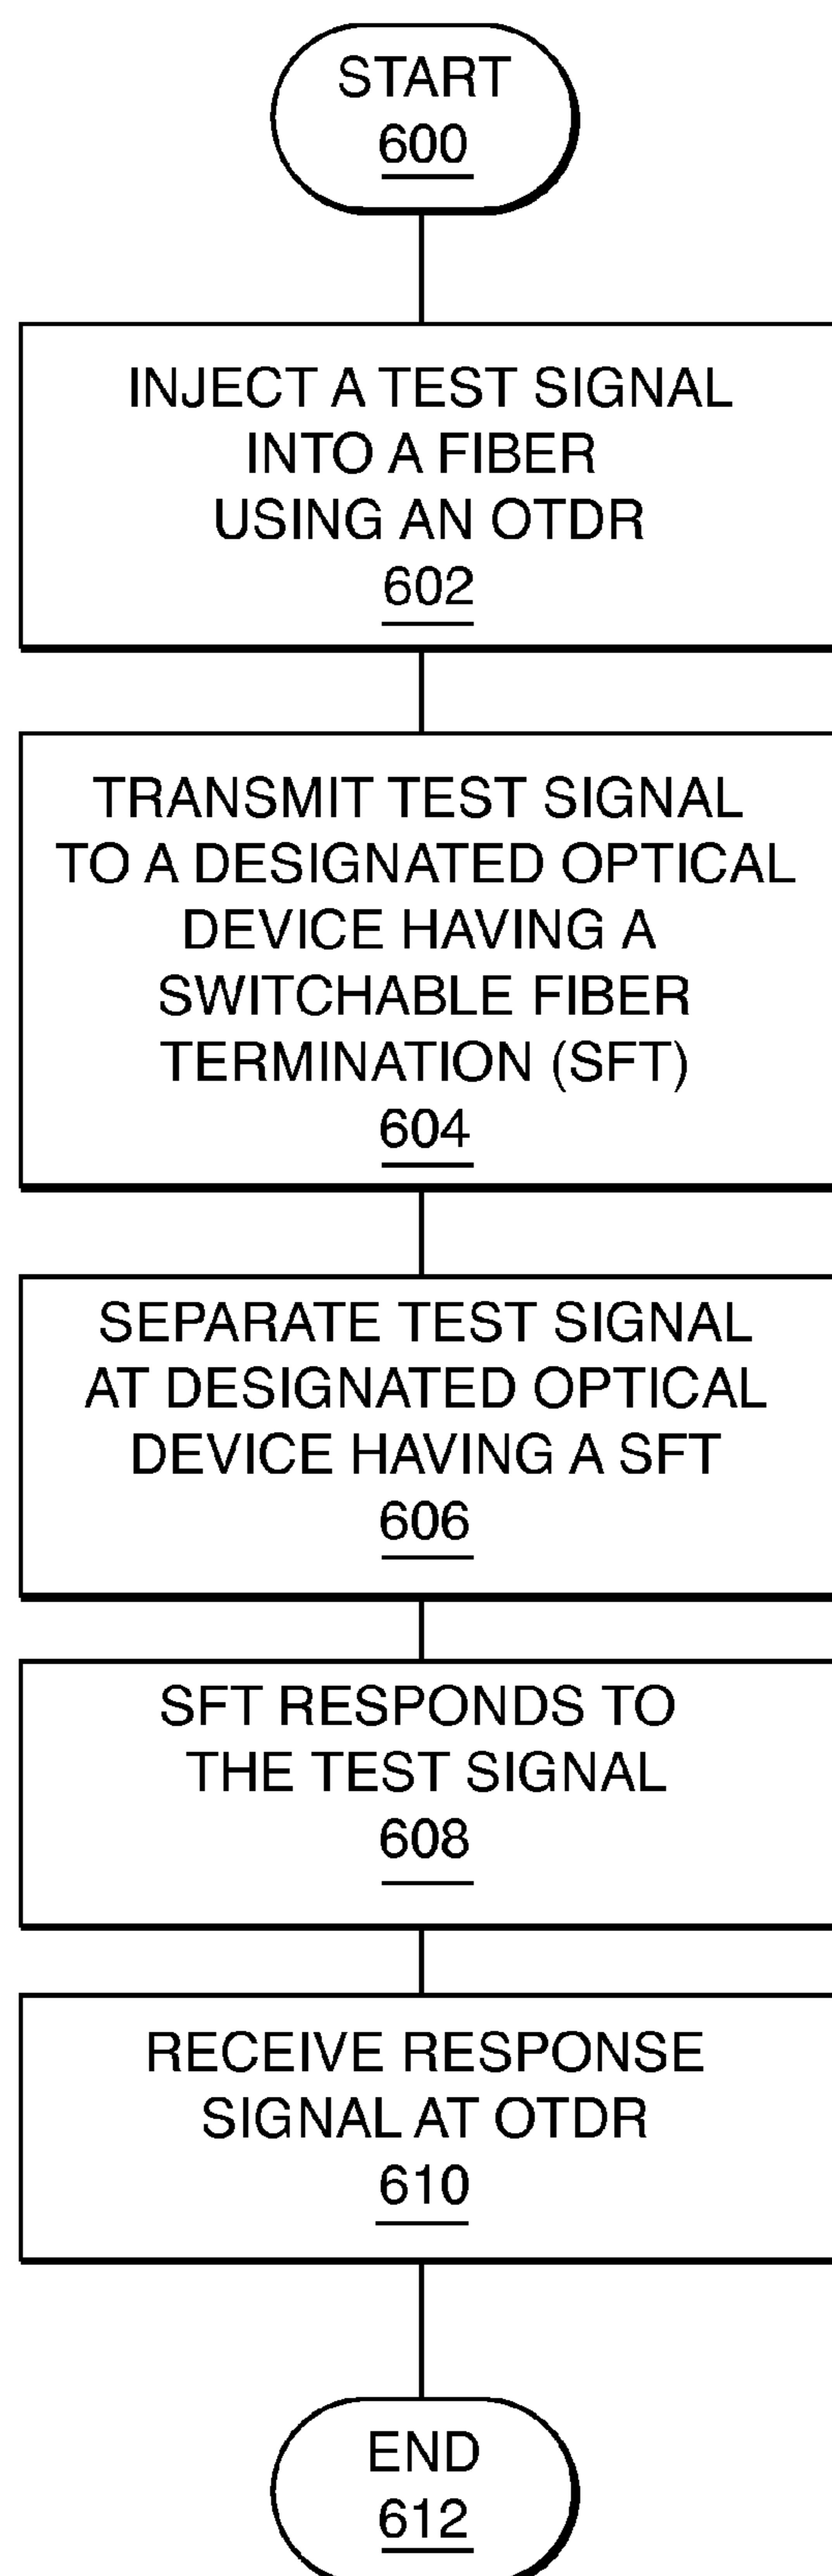 START
600
INJECT A TEST SIGNAL
INTO A FIBER
USING AN OTDR
602
TRANSMIT TEST SIGNAL
TO A DESIGNATED OPTICAL
DEVICE HAVING A
SWITCHABLE FIBER
TERMINATION (SFT)
604
SEPARATE TEST SIGNAL
AT DESIGNATED OPTICAL
DEVICE HAVING A SFT
606
SFT RESPONDS TO
THE TEST SIGNAL
608
RECEIVE RESPONSE
SIGNAL AT OTDR
610
END
612